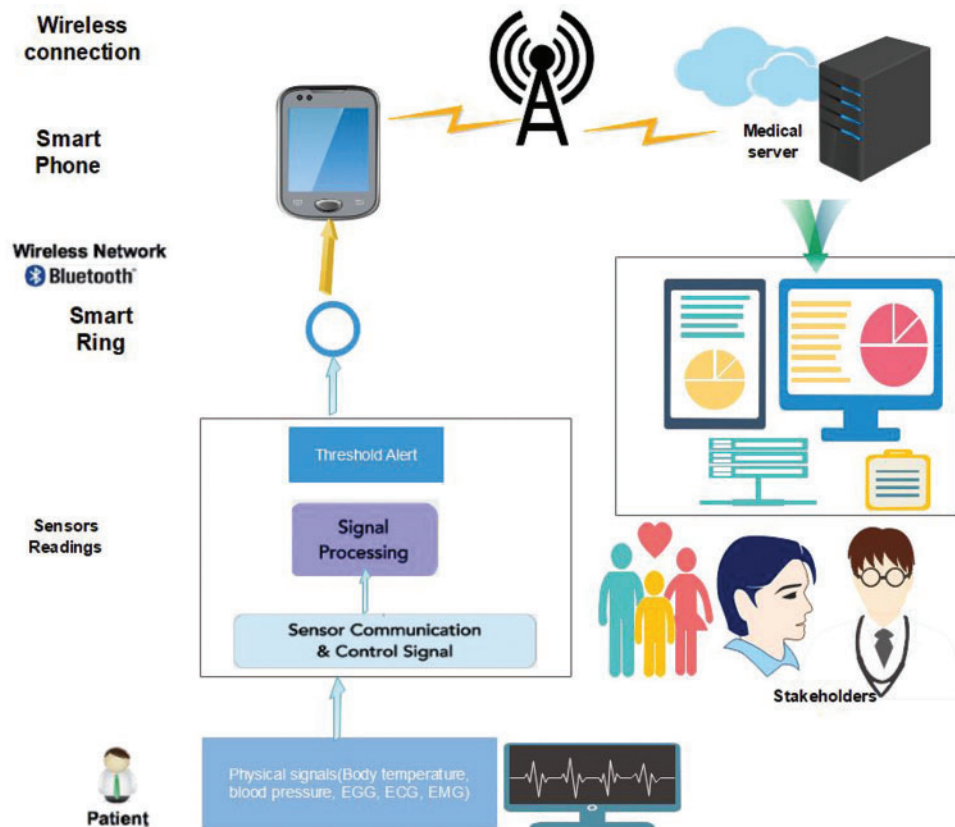 Wireless
connection
Smart
Phone
Medical
server
Wireless Network
Bluetooth™
Smart
Ring
Threshold Alert
Sensors
Readings
Signal
Processing
Sensor Communication
& Control Signal
Stakeholders
Physical signals(Body temperature,
blood pressure, EGG, ECG, EMG)
Patient